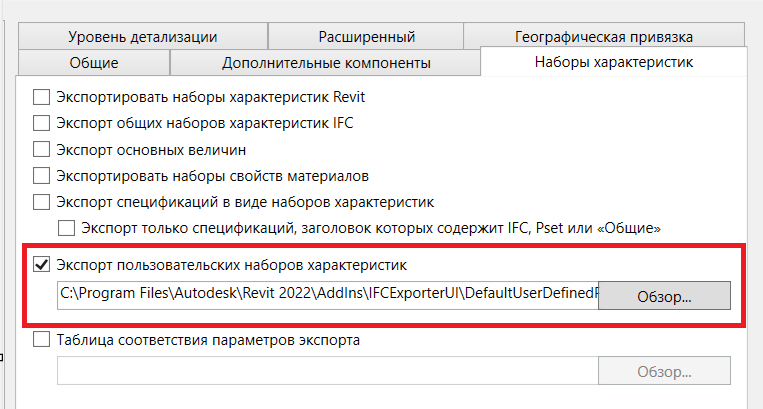 Уровень детализации Расширенный Географическая привязка
Общие Дополнительные компоненты Наборы характеристик
Экспортировать наборы характеристик Revit
Экспорт общих наборов характеристик IFC
Экспорт основных величин
Экспортировать наборы свойств материалов
Экспорт спецификаций в виде наборов характеристик
Экспорт только спецификаций, заголовок которых содержит IFC, Pset или «Общие»
Экспорт пользовательских наборов характеристик
C:\Program Files\Autodesk\Revit 2022\AddIns\IFCExporterUI\DefaultUserDefinedP Обзор...
Таблица соответствия параметров экспорта
Обзор...